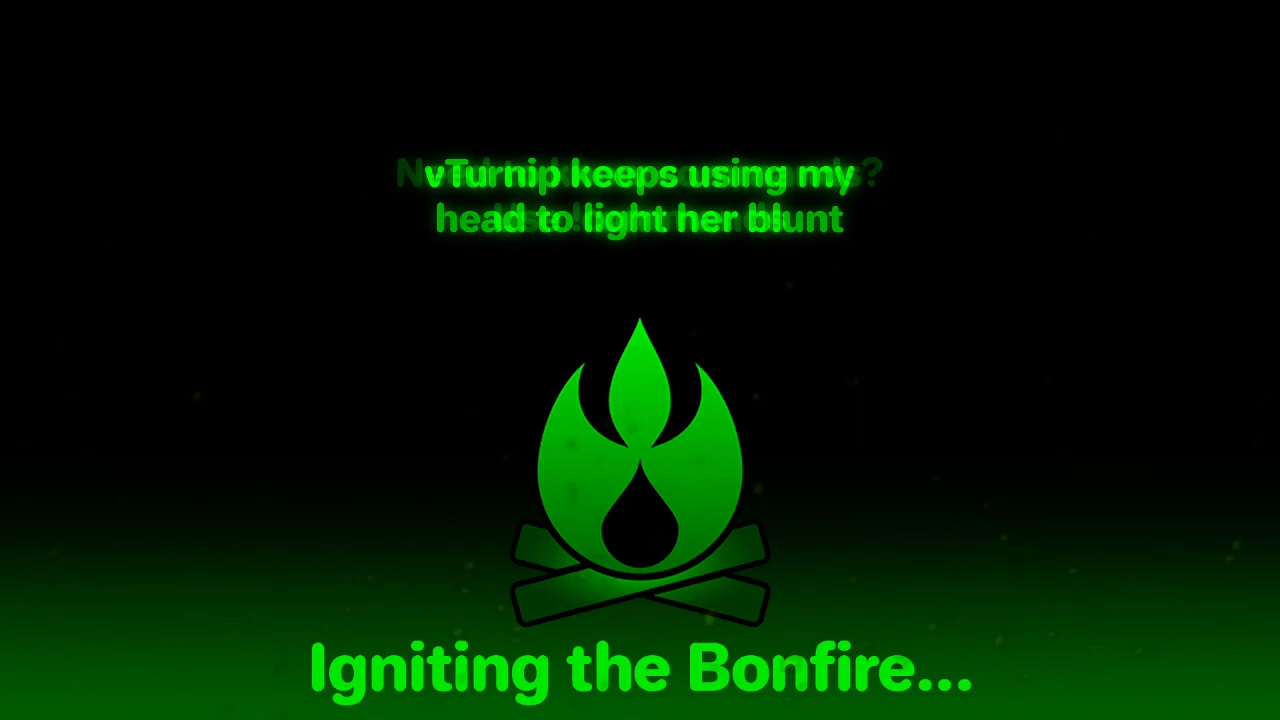 vTurnip keeps using my
head to light her blunt
Igniting the Bonfire...